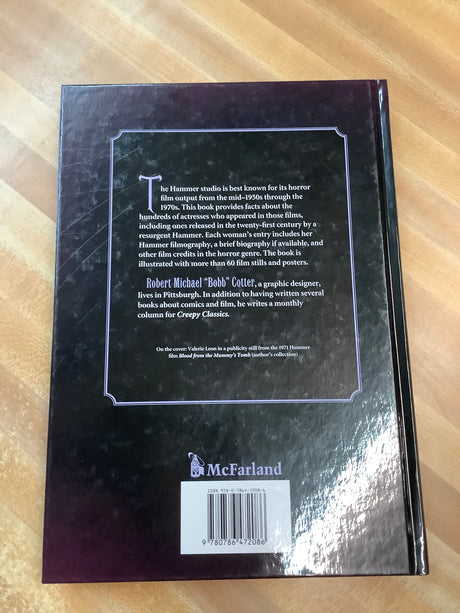 The Hammer studio is best known for its horror
film output from the mid–1950s through the
1970s. This book provides facts about the
hundreds of actresses who appeared in those films,
including ones released in the twenty-first century by a
resurgent Hammer. Each woman's entry includes her
Hammer filmography, a brief biography if available, and
other film credits in the horror genre. The book is
illustrated with more than 60 film stills and posters.
Robert Michael "Bobb" Cotter, a graphic designer,
lives in Pittsburgh. In addition to having written several
books about comics and film, he writes a monthly
column for Creepy Classics.
On the cover: Valerie Leon in a publicity still from the 1971 Hammer
film Blood from the Mummy's Tomb (author's collection)
McFarland
ISBN 978-0-7864-7208-6
9 780786 472086